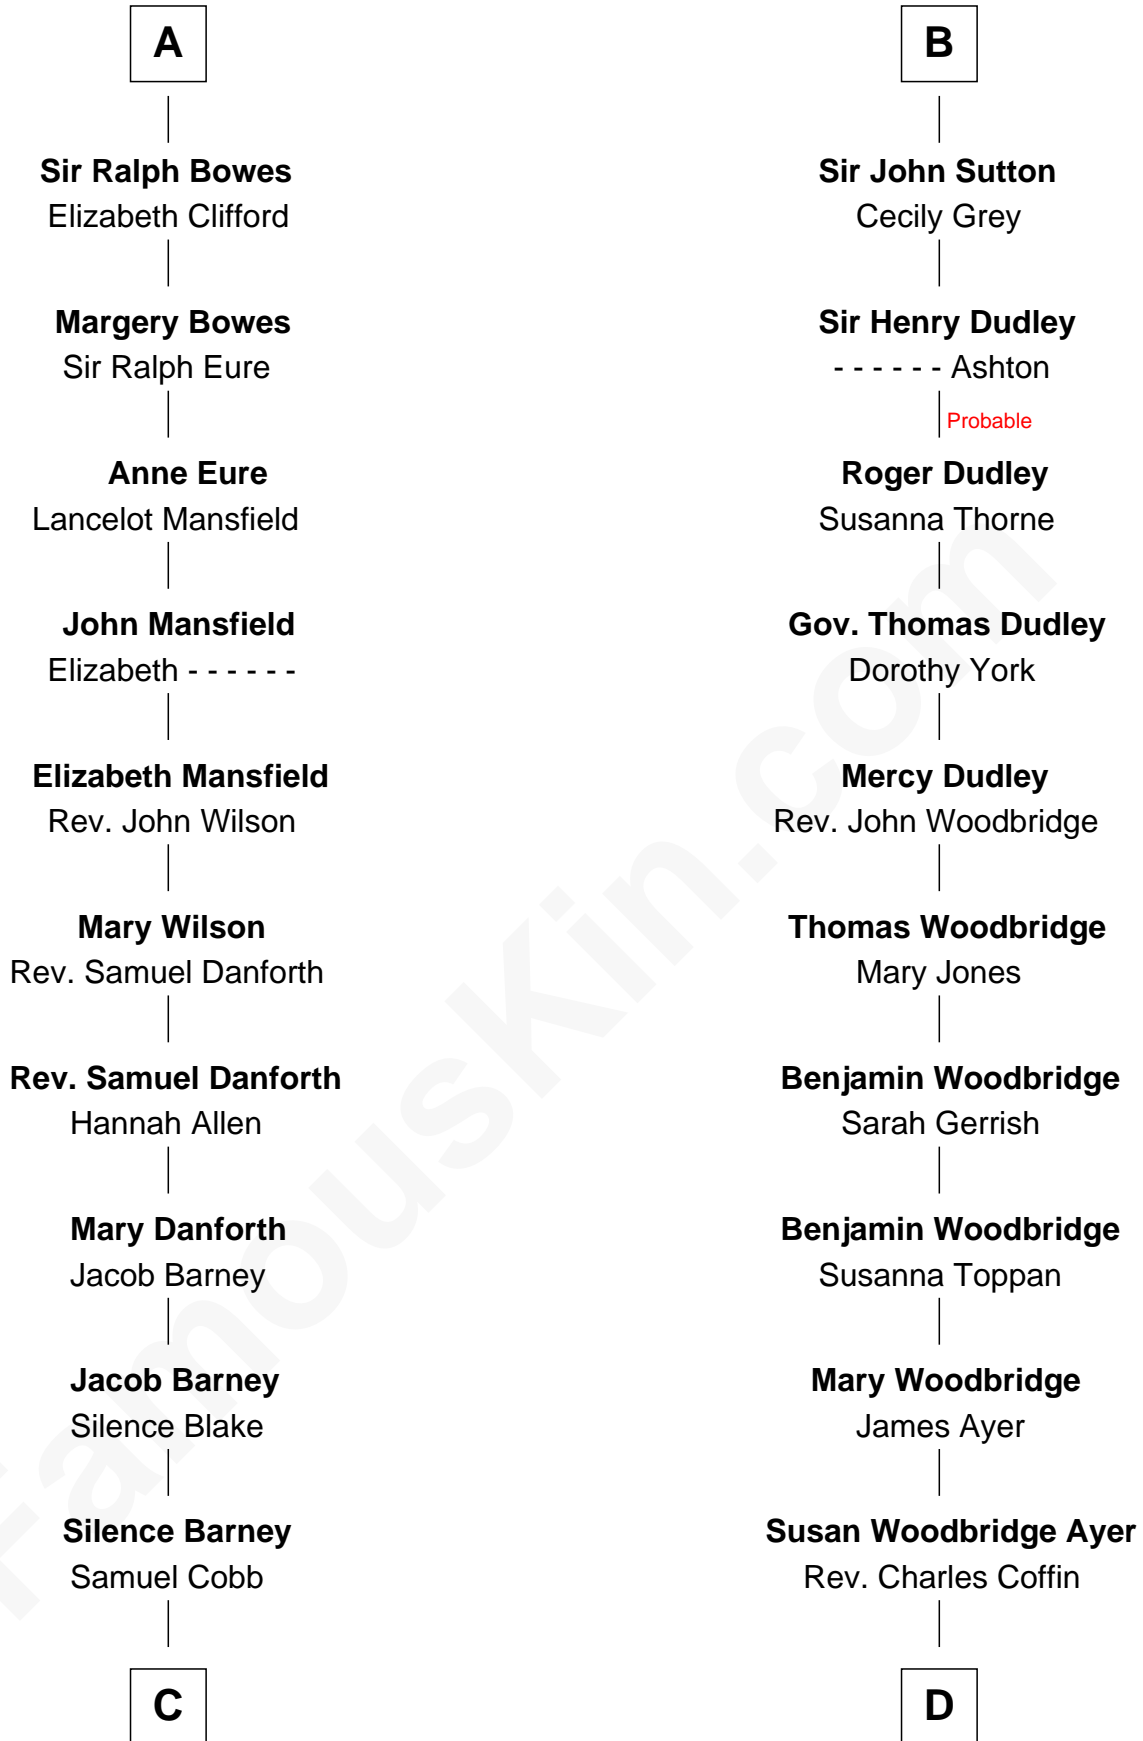 A
Sir Ralph Bowes
Elizabeth Clifford
Margery Bowes
Sir Ralph Eure
Anne Eure
Lancelot Mansfield
John Mansfield
Elizabeth - - - - - -
Elizabeth Mansfield
Rev. John Wilson
Mary Wilson
Rev. Samuel Danforth
Rev. Samuel Danforth
Hannah Allen
Mary Danforth
Jacob Barney
Jacob Barney
Silence Blake
Silence Barney
Samuel Cobb
C
B
Sir John Sutton
Cecily Grey
Sir Henry Dudley
- - - - - - Ashton
Probable
Roger Dudley
Susanna Thorne
Gov. Thomas Dudley
Dorothy York
Mercy Dudley
Rev. John Woodbridge
Thomas Woodbridge
Mary Jones
Benjamin Woodbridge
Sarah Gerrish
Benjamin Woodbridge
Susanna Toppan
Mary Woodbridge
James Ayer
Susan Woodbridge Ayer
Rev. Charles Coffin
D
FamousKin.com